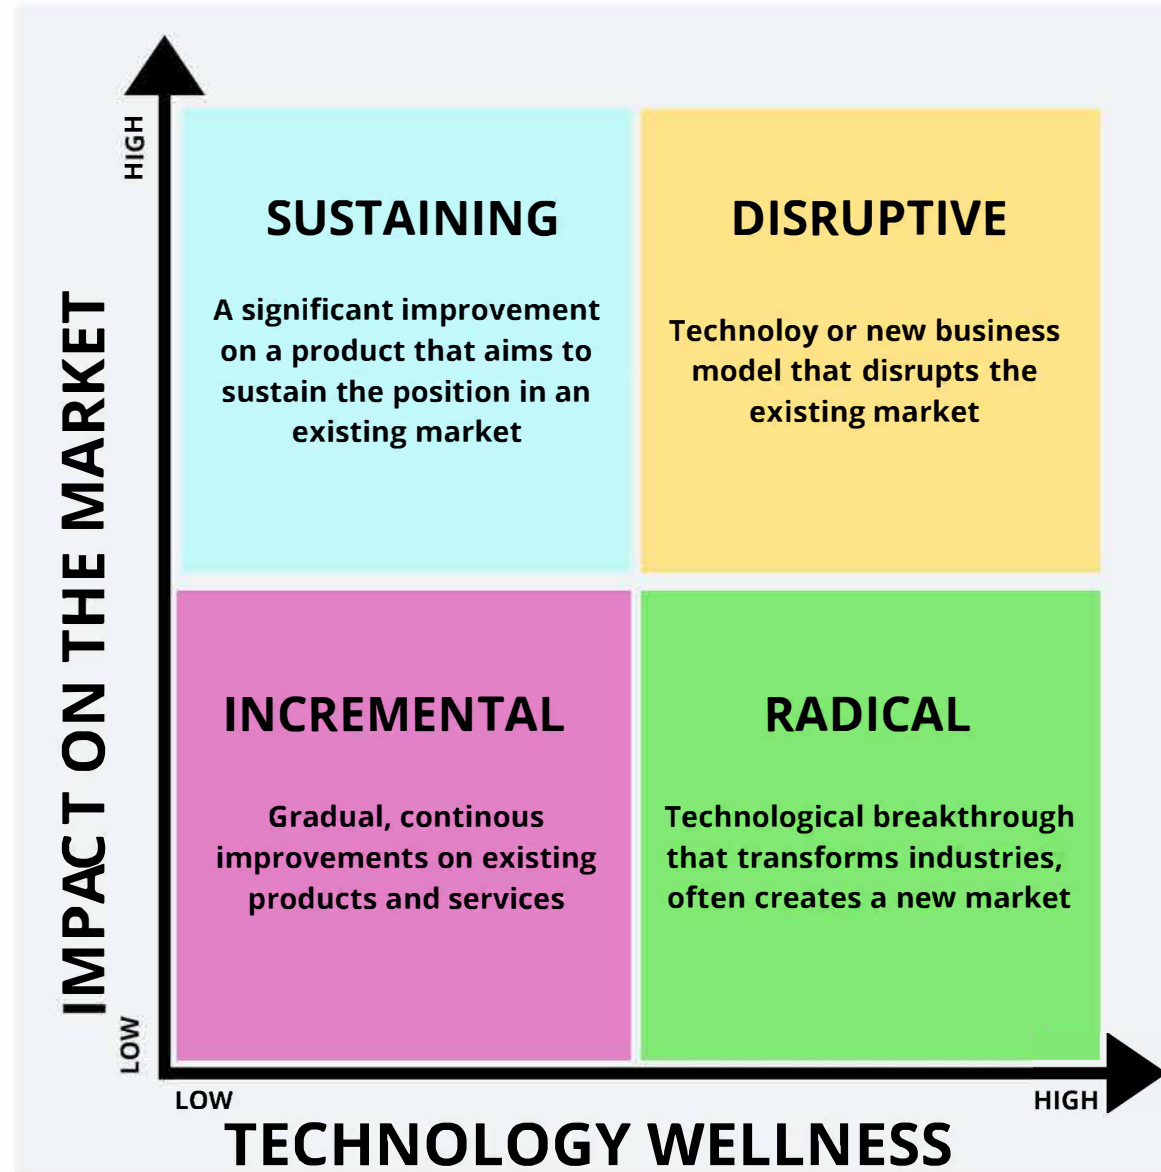 HIGH
IMPACT ON THE MARKET
LOW
SUSTAINING
A significant improvement
on a product that aims to
sustain the position in an
existing market
DISRUPTIVE
Technoloy or new business
model that disrupts the
existing market
INCREMENTAL
Gradual, continous
improvements on existing
products and services
RADICAL
Technological breakthrough
that transforms industries,
often creates a new market
LOW
HIGH
TECHNOLOGY WELLNESS